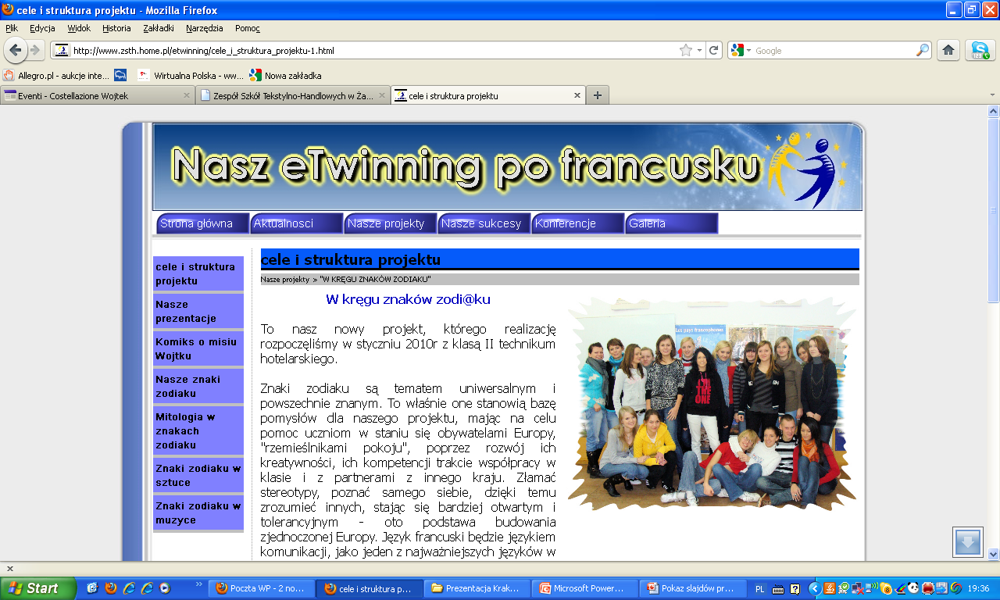 cele i struktura projektu - Mozilla Firefox
Plik Edycja Widok Historia Zakładki Narzędzia Pomoc
http://www.zsth.home.pl/etwinning/cele_i_struktura_projektu-1.html
Google
Allegro.pl - aukcje inte...
Wirtualna Polska - ww...
Nowa zakładka
Eventi - Costellazione Wojtek
Zespół Szkół Tekstylno-Handlowych w Ża...
cele i struktura projektu
Nasz eTwinning po francusku
Strona główna
Aktualnosci
Nasze projekty
Nasze sukcesy
Konferencje
Galeria
cele i struktura
projektu
Nasze
prezentacje
Komiks o misiu
Wojtku
Nasze znaki
zodiaku
Mitologia w
znakach
zodiaku
Znaki zodiaku w
sztuce
Znaki zodiaku w
muzyce
cele i struktura projektu
Nasze projekty > "W KRĘGU ZNAKÓW ZODIAKU"
W kręgu znaków zodi@ku
To nasz nowy projekt, którego realizację
rozpoczęliśmy w styczniu 2010r z klasą II technikum
hotelarskiego.
Znaki zodiaku są tematem uniwersalnym i
powszechnie znanym. To właśnie one stanowią bazę
pomysłów dla naszego projektu, mając na celu
pomoc uczniom w staniu się obywatelami Europy,
"rzemieślnikami pokoju", poprzez rozwój ich
kreatywności, ich kompetencji trakcie współpracy w
klasie i z partnerami z innego kraju. Złamać
stereotypy, poznać samego siebie, dzięki temu
zrozumieć innych, stając się bardziej otwartym i
tolerancyjnym - oto podstawa budowania
zjednoczonej Europy. Język francuski będzie językiem
komunikacji, jako jeden z najważniejszych języków w
Les pays francophones
Start
Poczta WP - 2 no...
cele i struktura p...
Prezentacja Krak...
Microsoft Power...
Pokaz slajdów pr...
PL
19:36